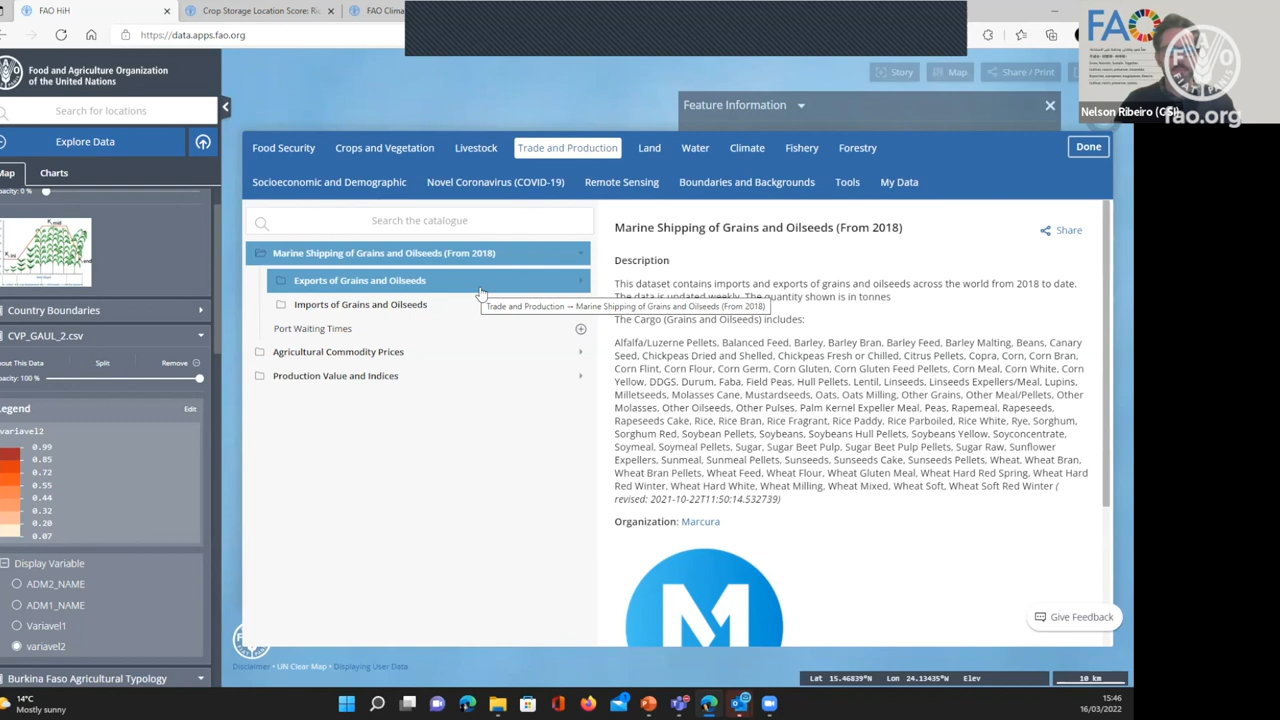 FAO HiH
Crop Storage Location Score: Ri
FAO Clim
https://data.apps.fao.org
FAO
Nelson Ribeiro (CSI)
fao.org
FIAT PANIS
Food and Agriculture Organization
of the United Nations
Search for locations
Explore Data
Map
Charts
acity: 0 %
Country Boundaries
CVP_GAUL_2.csv
About This Data
Split
Remove
pacity: 100 %
Legend
Edit
variavel2
0.99
0.85
0.72
0.55
0.44
0.32
0.20
0.07
Display Variable
ADM2_NAME
ADM1_NAME
Variavel1
variavel2
Burkina Faso Agricultural Typology
Story
Map
Share / Print
Feature Information
Food Security
Crops and Vegetation
Livestock
Trade and Production
Land
Water
Climate
Fishery
Forestry
Done
Socioeconomic and Demographic
Novel Coronavirus (COVID-19)
Remote Sensing
Boundaries and Backgrounds
Tools
My Data
Search the catalogue
Marine Shipping of Grains and Oilseeds (From 2018)
Exports of Grains and Oilseeds
Imports of Grains and Oilseeds
Port Waiting Times
Agricultural Commodity Prices
Production Value and Indices
Trade and Production → Marine Shipping of Grains and Oilseeds (From 2018)
Marine Shipping of Grains and Oilseeds (From 2018)
Share
Description
This dataset contains imports and exports of grains and oilseeds across the world from 2018 to date.
The data is updated weekly. The quantity shown is in tonnes
The Cargo (Grains and Oilseeds) includes:
Alfalfa/Luzerne Pellets, Balanced Feed, Barley, Barley Bran, Barley Feed, Barley Malting, Beans, Canary
Seed, Chickpeas Dried and Shelled, Chickpeas Fresh or Chilled, Citrus Pellets, Copra, Corn, Corn Bran,
Corn Flint, Corn Flour, Corn Germ, Corn Gluten, Corn Gluten Feed Pellets, Corn Meal, Corn White, Corn
Yellow, DDGS, Durum, Faba, Field Peas, Hull Pellets, Lentil, Linseeds, Linseeds Expellers/Meal, Lupins,
Milletseeds, Molasses Cane, Mustardseeds, Oats, Oats Milling, Other Grains, Other Meal/Pellets, Other
Molasses, Other Oilseeds, Other Pulses, Palm Kernel Expeller Meal, Peas, Rapemeal, Rapeseeds,
Rapeseeds Cake, Rice, Rice Bran, Rice Fragrant, Rice Paddy, Rice Parboiled, Rice White, Rye, Sorghum,
Sorghum Red, Soybean Pellets, Soybeans, Soybeans Hull Pellets, Soybeans Yellow, Soyconcentrate,
Soymeal, Soymeal Pellets, Sugar, Sugar Beet Pulp, Sugar Beet Pulp Pellets, Sugar Raw, Sunflower
Expellers, Sunmeal, Sunmeal Pellets, Sunseeds, Sunseeds Cake, Sunseeds Pellets, Wheat, Wheat Bran,
Wheat Bran Pellets, Wheat Feed, Wheat Flour, Wheat Gluten Meal, Wheat Hard Red Spring, Wheat Hard
Red Winter, Wheat Hard White, Wheat Milling, Wheat Mixed, Wheat Soft, Wheat Soft Red Winter (
revised: 2021-10-22T11:50:14.532739)
Organization: Marcura
M
Give Feedback
Disclaimer • UN Clear Map • Displaying User Data
Lat 15.46839°N Lon 24.13435°W Elev
10 km
14°C
Mostly sunny
15:46
16/03/2022